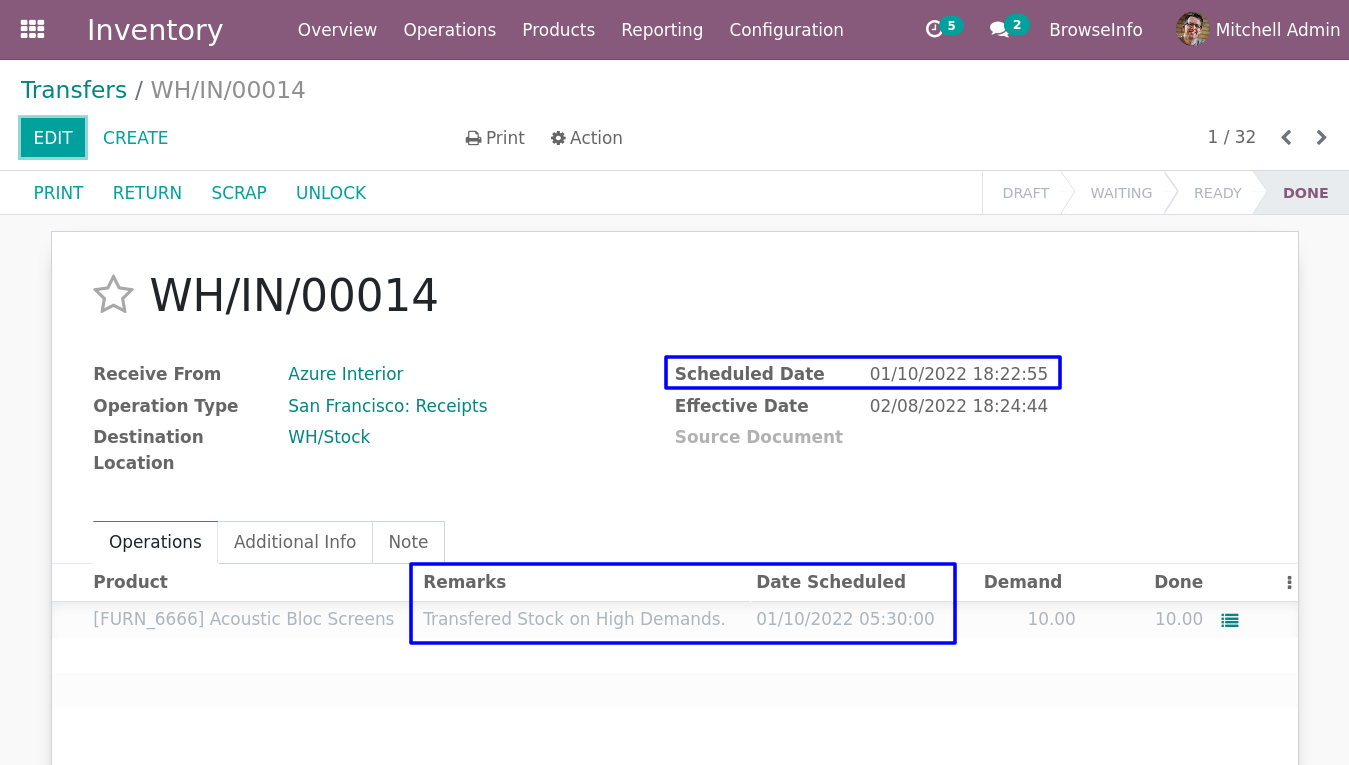 Inventory Overview Operations Products Reporting Configuration 5 2 BrowseInfo Mitchell Admin
Transfers / WH/IN/00014
EDIT CREATE Print Action 1 / 32
PRINT RETURN SCRAP UNLOCK DRAFT WAITING READY DONE
WH/IN/00014
Receive From Azure Interior Scheduled Date 01/10/2022 18:22:55
Operation Type San Francisco: Receipts Effective Date 02/08/2022 18:24:44
Destination WH/Stock Source Document
Location
Operations Additional Info Note
Product Remarks Date Scheduled Demand Done
[FURN_6666] Acoustic Bloc Screens Transfered Stock on High Demands. 01/10/2022 05:30:00 10.00 10.00